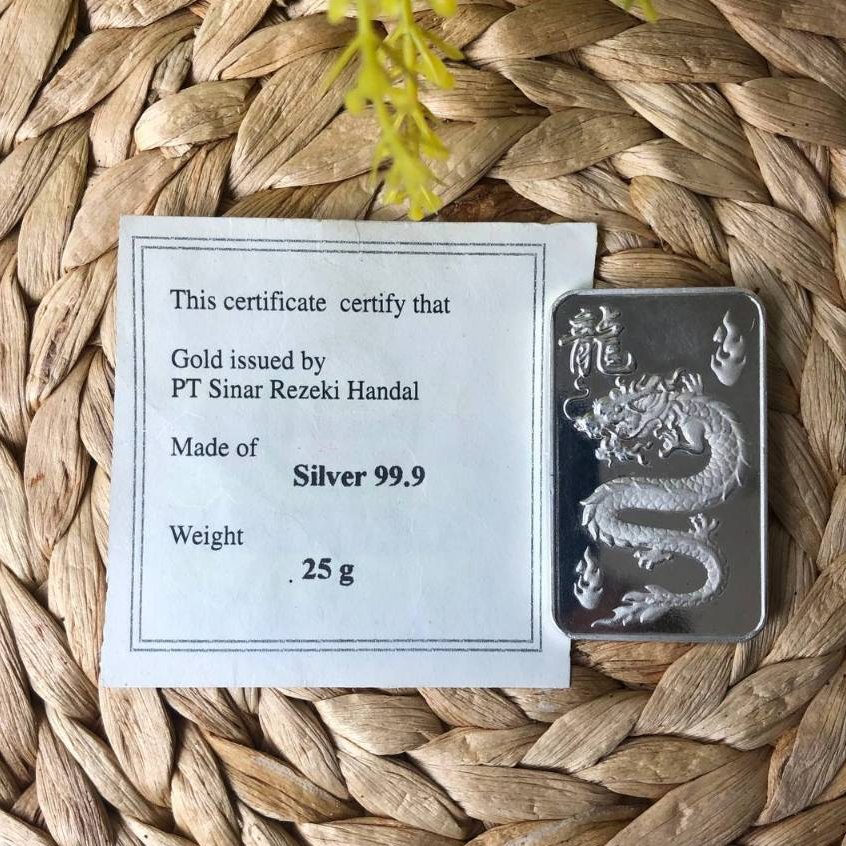 This certificate certify that
Gold issued by
PT Sinar Rezeki Handal
Made of
Silver 99.9
Weight
. 25 g
龍